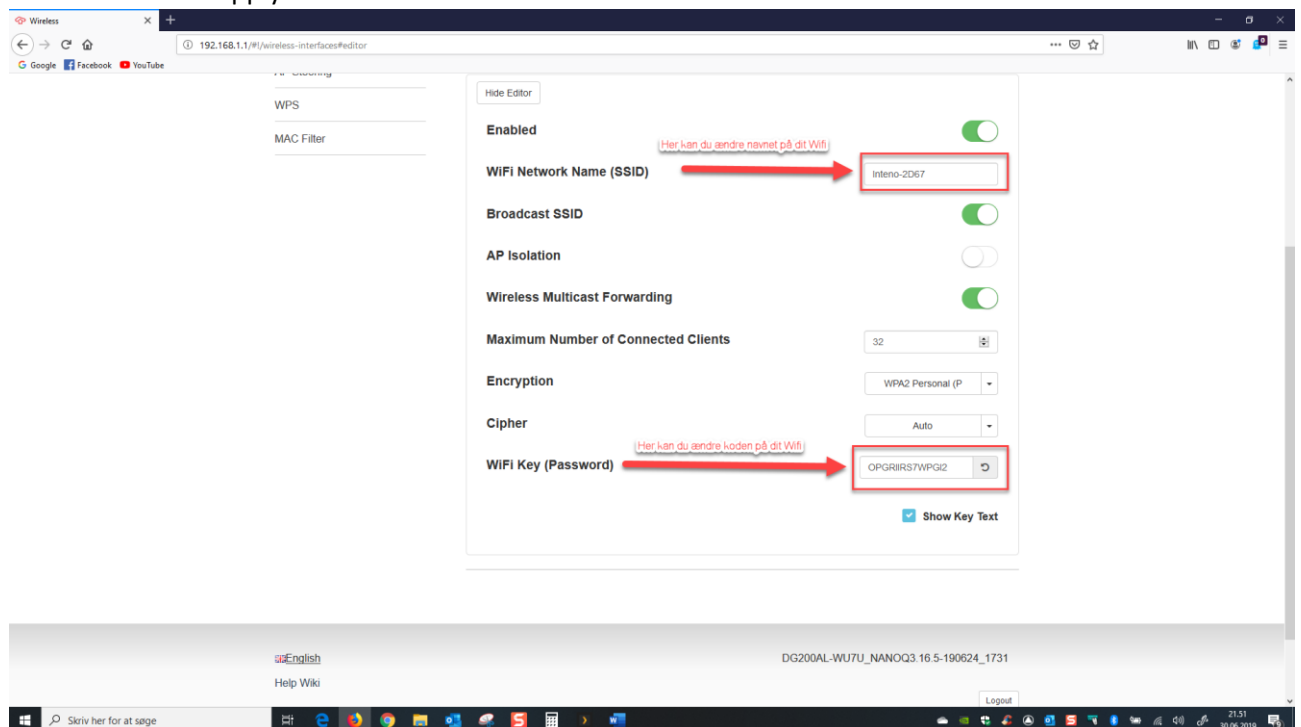 Wireless
192.168.1.1/#!/wireless-interfaces#editor
Google Facebook YouTube
WPS
MAC Filter
Hide Editor
Enabled
Her kan du ændre navnet på dit Wifi
WiFi Network Name (SSID)
Inteno-2D67
Broadcast SSID
AP Isolation
Wireless Multicast Forwarding
Maximum Number of Connected Clients
32
Encryption
WPA2 Personal (P
Cipher
Auto
Her kan du ændre koden på dit Wifi
WiFi Key (Password)
OPGRIIRS7WPGI2
Show Key Text
English
DG200AL-WU7U_NANOQ3.16.5-190624_1731
Help Wiki
Logout
Skriv her for at søge
21.51
30.06.2019